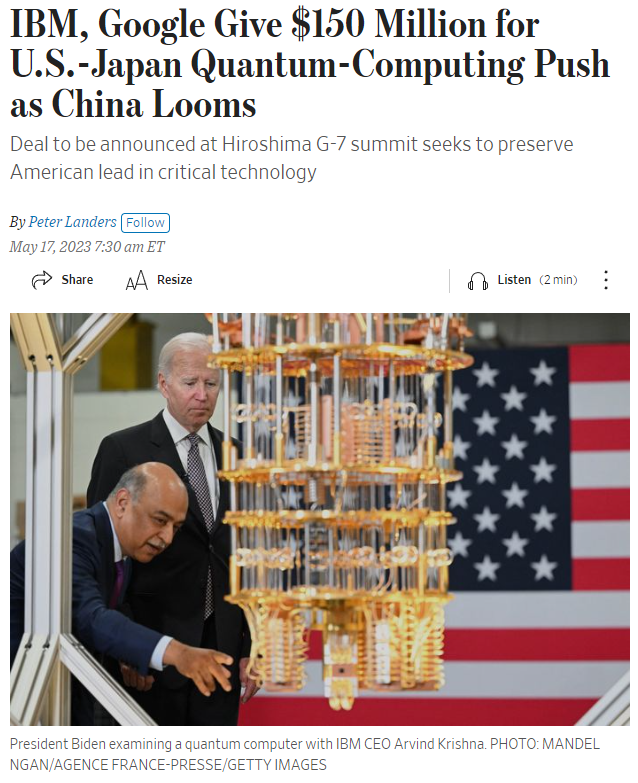 IBM, Google Give $150 Million for
U.S.-Japan Quantum-Computing Push
as China Looms
Deal to be announced at Hiroshima G-7 summit seeks to preserve
American lead in critical technology
By Peter Landers Follow
May 17, 2023 7:30 am ET
Share Resize Listen (2 min)
President Biden examining a quantum computer with IBM CEO Arvind Krishna. PHOTO: MANDEL
NGAN/AGENCE FRANCE-PRESSE/GETTY IMAGES